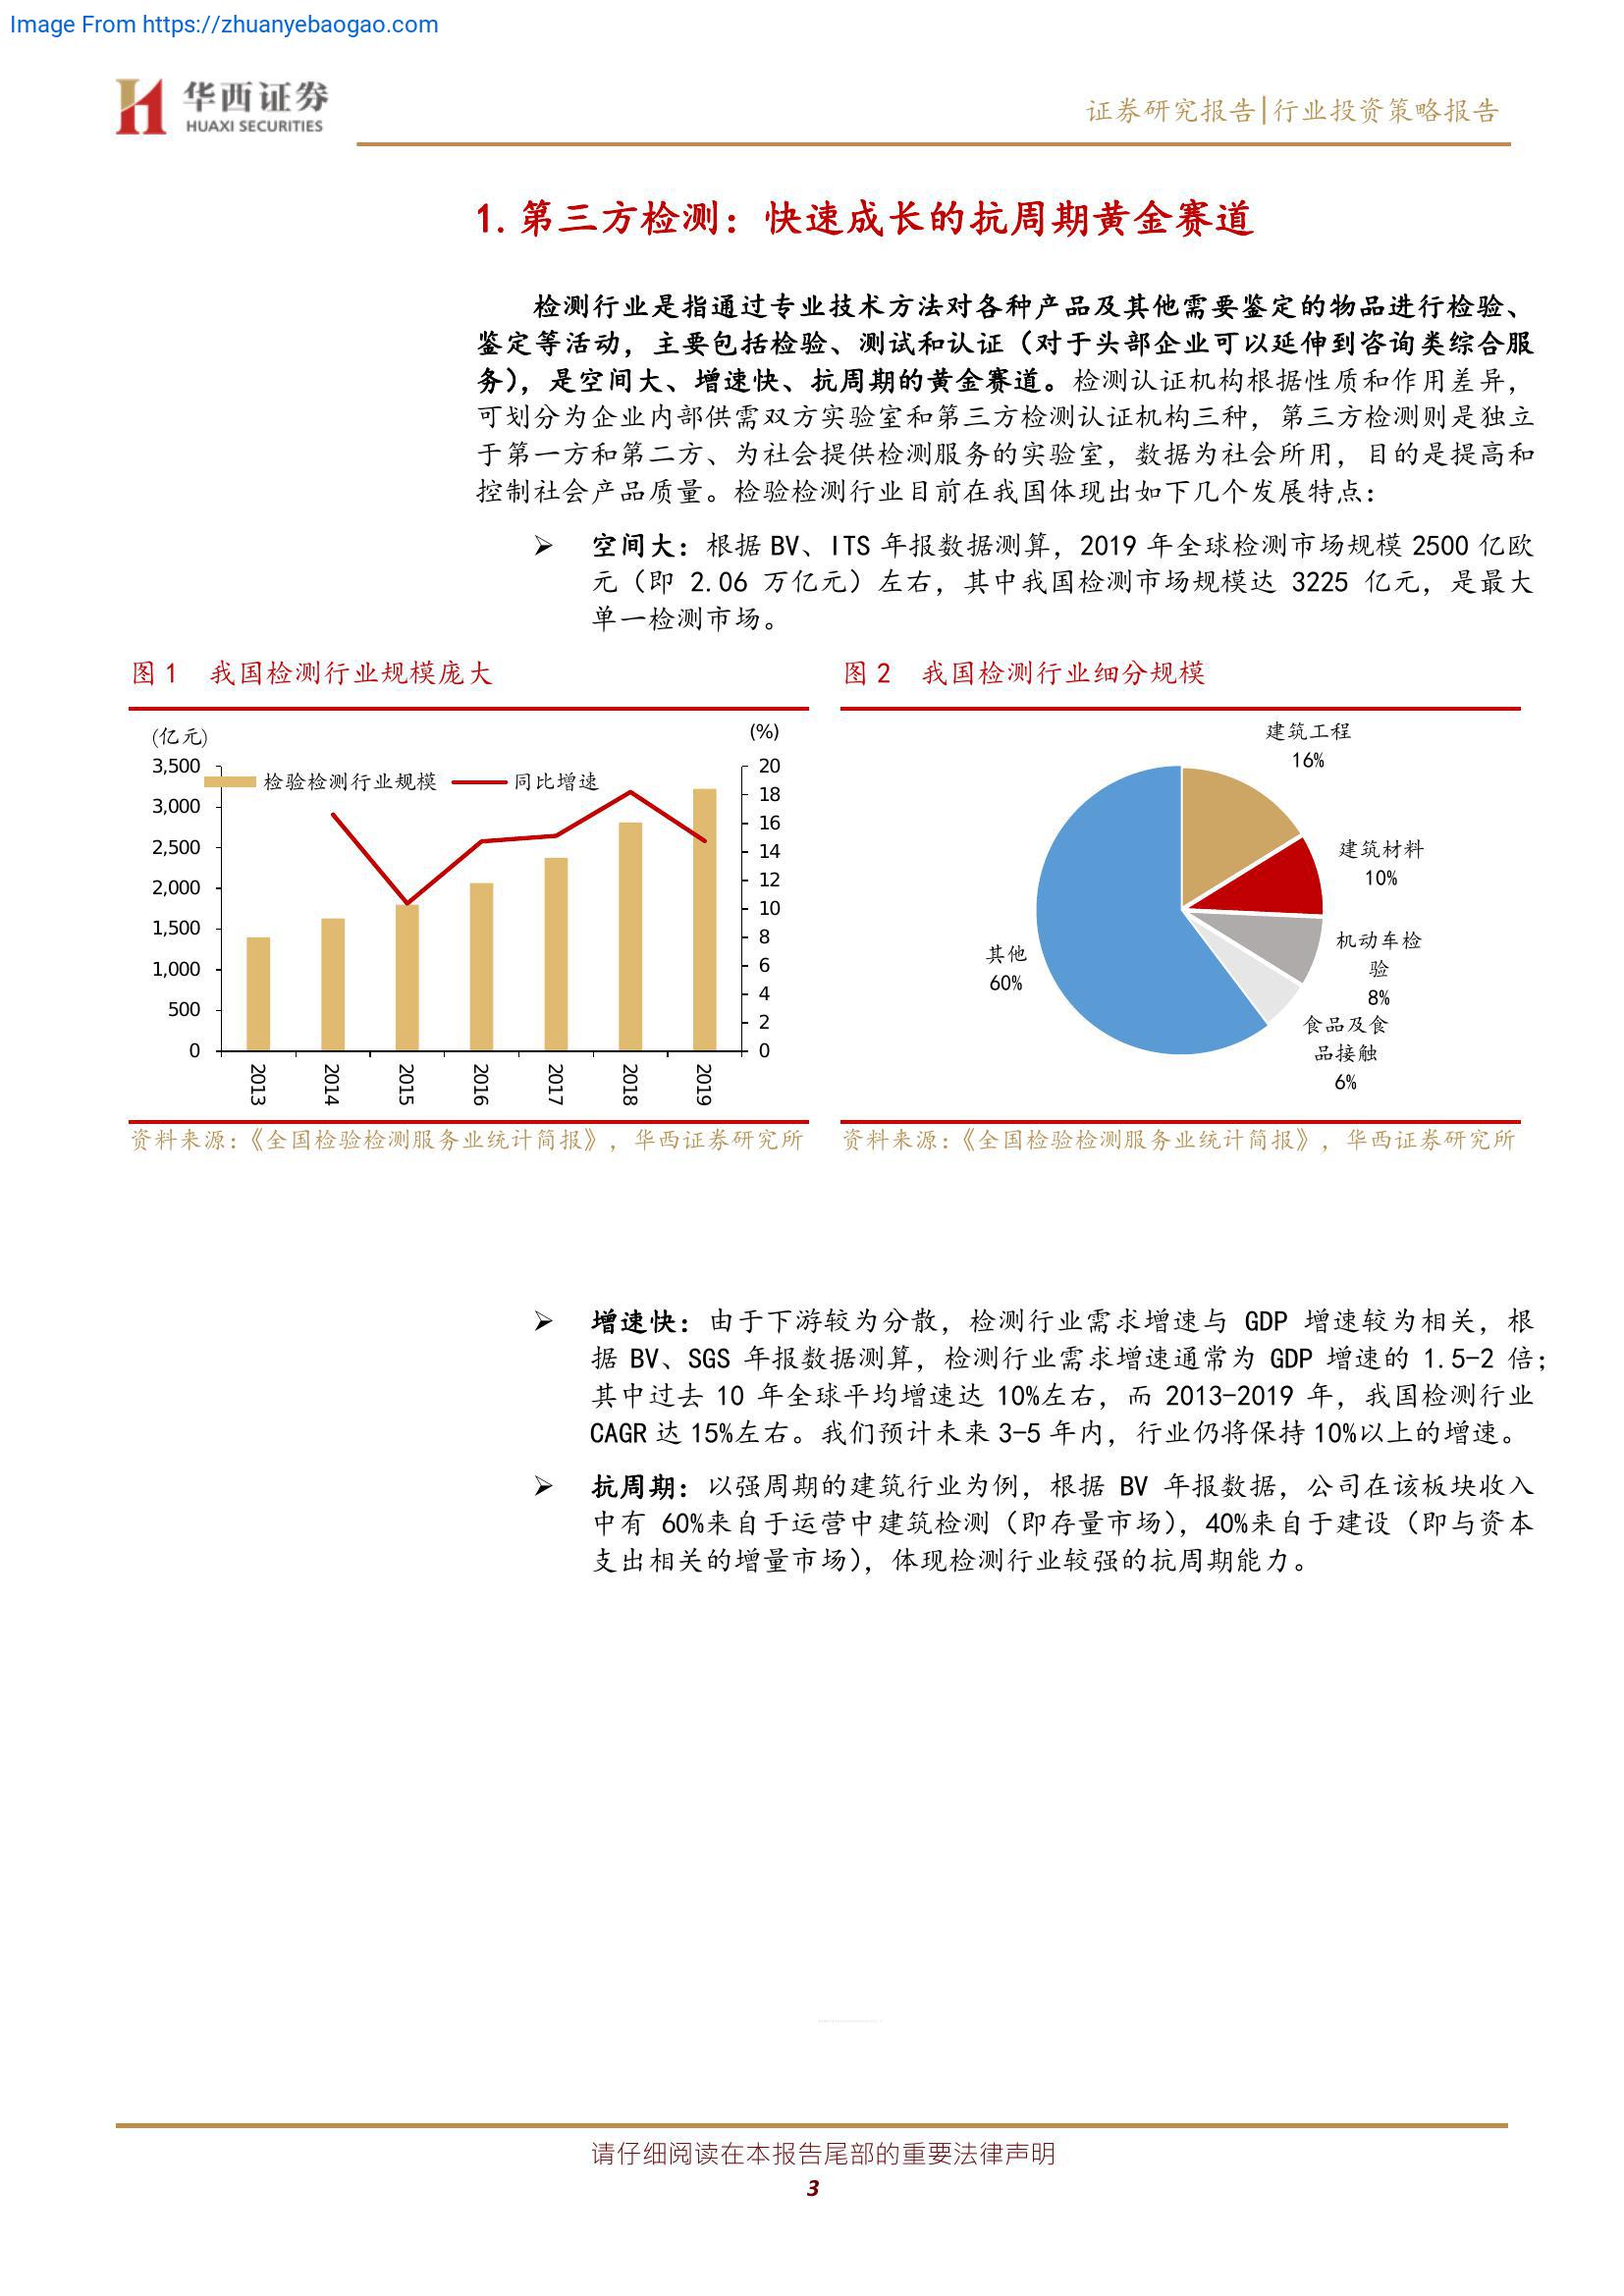 Image From https://zhuanyebaogao.com
华西证券
HUAXI SECURITIES
证券研究报告|行业投资策略报告
1. 第三方检测：快速成长的抗周期黄金赛道
检测行业是指通过专业技术方法对各种产品及其他需要鉴定的物品进行检验、
鉴定等活动，主要包括检验、测试和认证（对于头部企业可以延伸到咨询类综合服
务），是空间大、增速快、抗周期的黄金赛道。检测认证机构根据性质和作用差异，
可划分为企业内部供需双方实验室和第三方检测认证机构三种，第三方检测则是独立
于第一方和第二方、为社会提供检测服务的实验室，数据为社会所用，目的是提高和
控制社会产品质量。检验检测行业目前在我国体现出如下几个发展特点：
➢ 空间大：根据 BV、ITS 年报数据测算，2019 年全球检测市场规模 2500 亿欧
元（即 2.06 万亿元）左右，其中我国检测市场规模达 3225 亿元，是最大
单一检测市场。
图 1 我国检测行业规模庞大
(亿元)
(%)
检验检测行业规模 同比增速
3,500
3,000
2,500
2,000
1,500
1,000
500
0
20
18
16
14
12
10
8
6
4
2
0
2013
2014
2015
2016
2017
2018
2019
资料来源：《全国检验检测服务业统计简报》，华西证券研究所
图 2 我国检测行业细分规模
建筑工程
16%
建筑材料
10%
机动车检
验
8%
食品及食
品接触
6%
其他
60%
资料来源：《全国检验检测服务业统计简报》，华西证券研究所
➢ 增速快：由于下游较为分散，检测行业需求增速与 GDP 增速较为相关，根
据 BV、SGS 年报数据测算，检测行业需求增速通常为 GDP 增速的 1.5-2 倍；
其中过去 10 年全球平均增速达 10%左右，而 2013-2019 年，我国检测行业
CAGR 达 15%左右。我们预计未来 3-5 年内，行业仍将保持 10%以上的增速。
➢ 抗周期：以强周期的建筑行业为例，根据 BV 年报数据，公司在该板块收入
中有 60%来自于运营中建筑检测（即存量市场），40%来自于建设（即与资本
支出相关的增量市场），体现检测行业较强的抗周期能力。
请仔细阅读在本报告尾部的重要法律声明
3